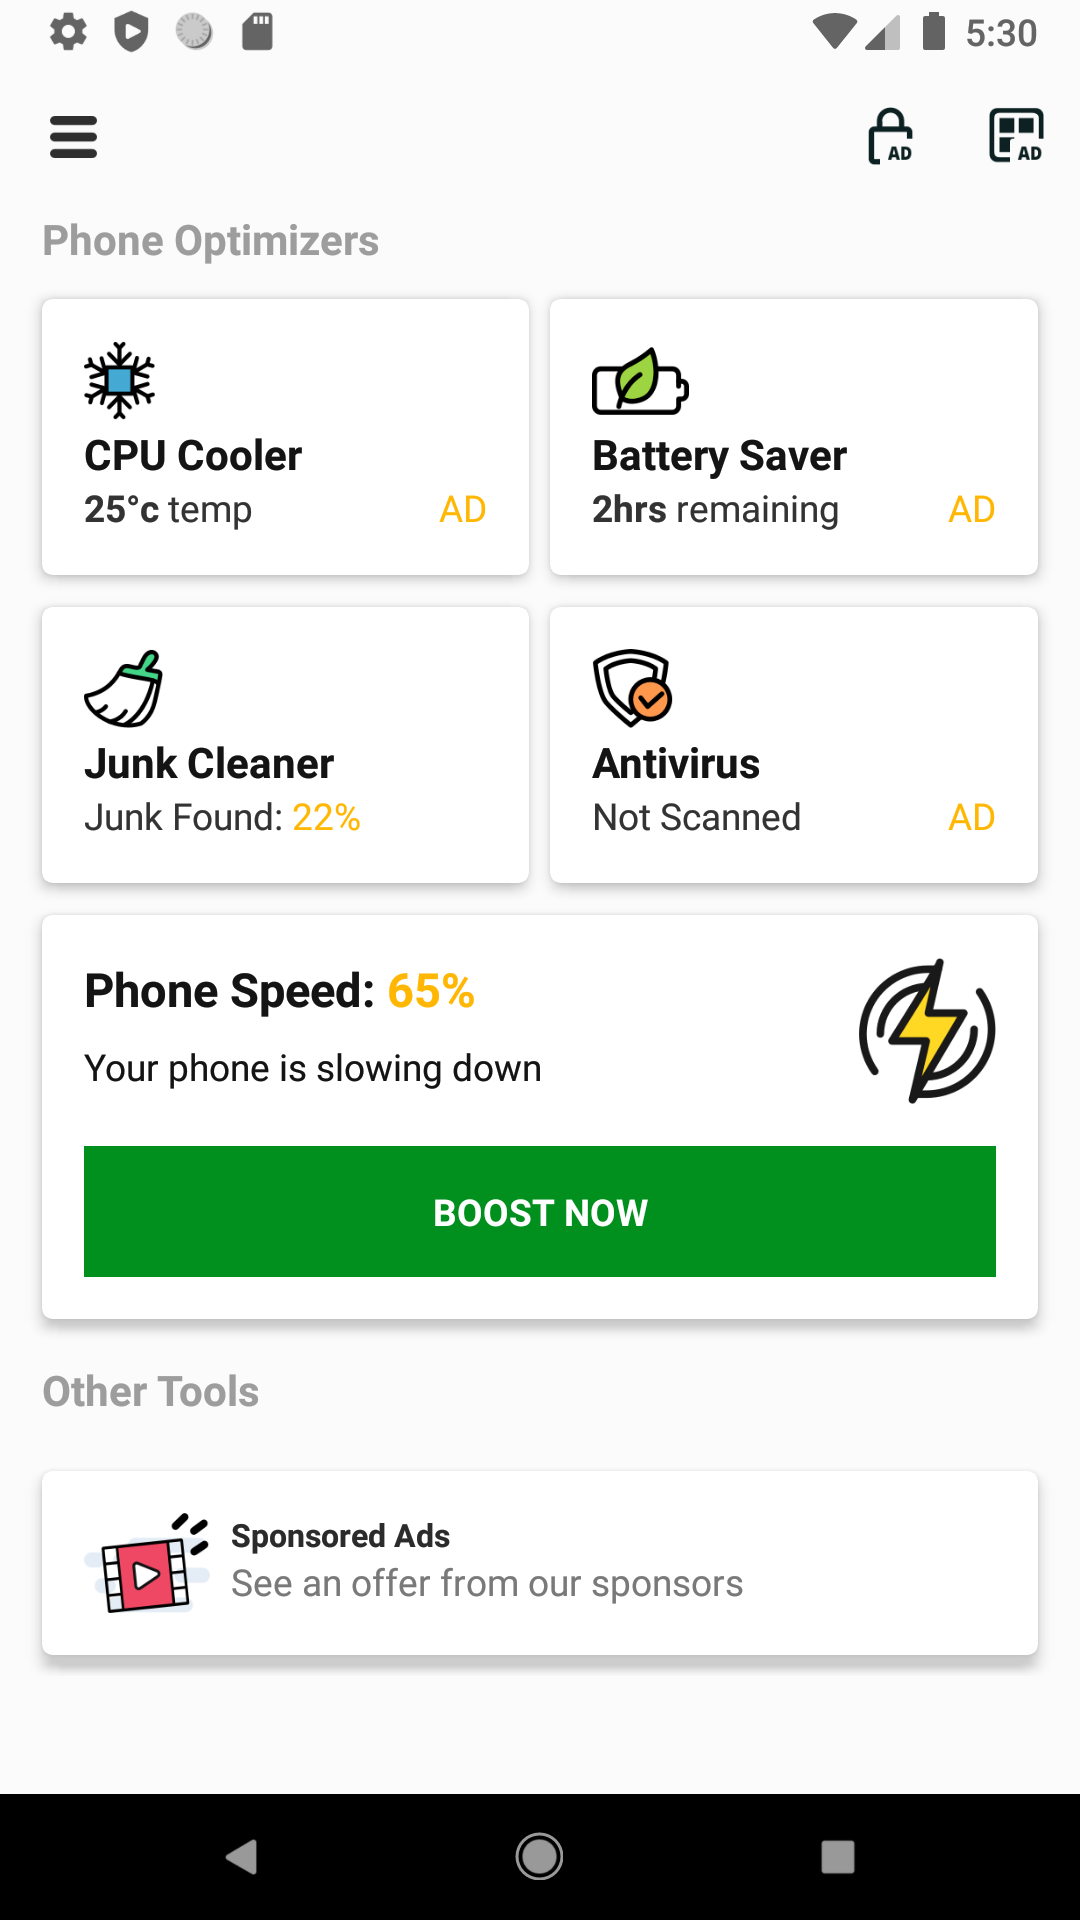 5:30
AD
AD
Phone Optimizers
CPU Cooler
25°c temp
AD
Battery Saver
2hrs remaining
AD
Junk Cleaner
Junk Found: 22%
Antivirus
Not Scanned
AD
Phone Speed: 65%
Your phone is slowing down
BOOST NOW
Other Tools
Sponsored Ads
See an offer from our sponsors